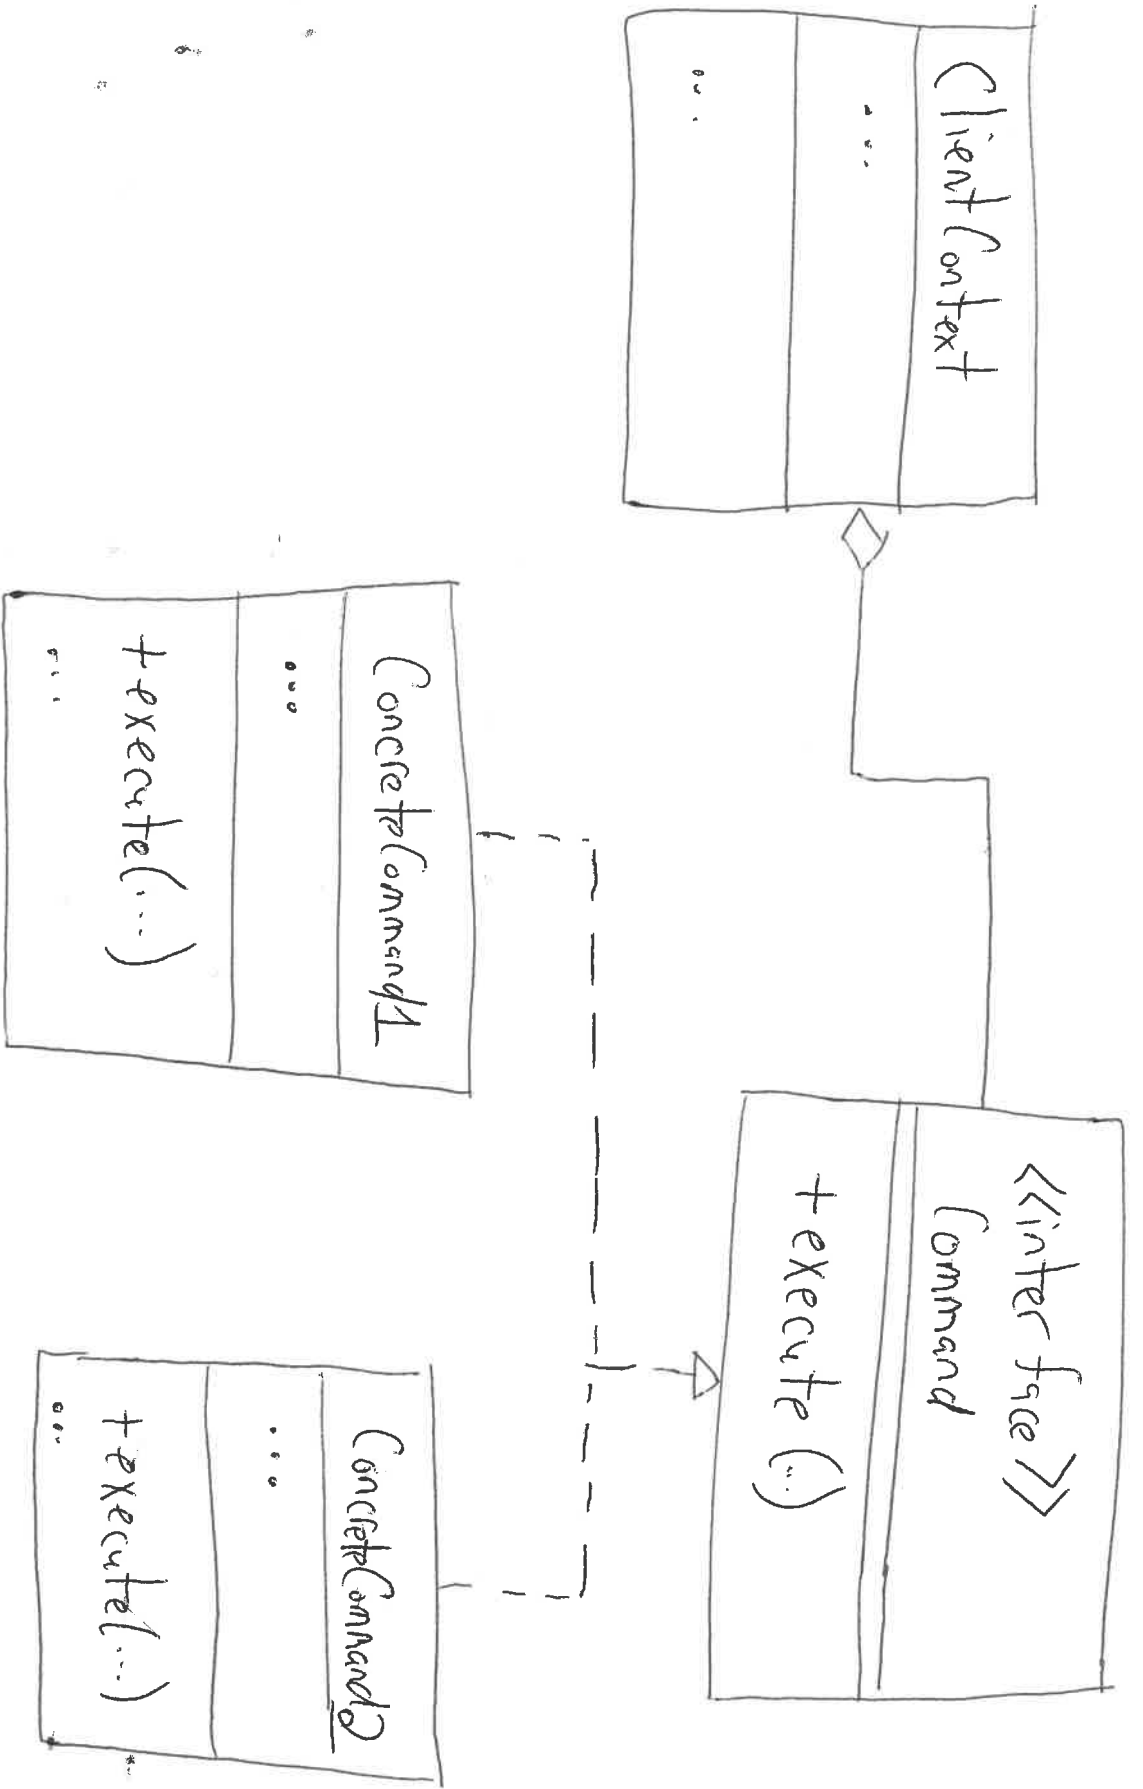 ClientContext
...
...
<<interface>>
Command
+execute(...)
ConcreteCommand1
...
+execute(...)
...
ConcreteCommand2
...
+execute(...)
...